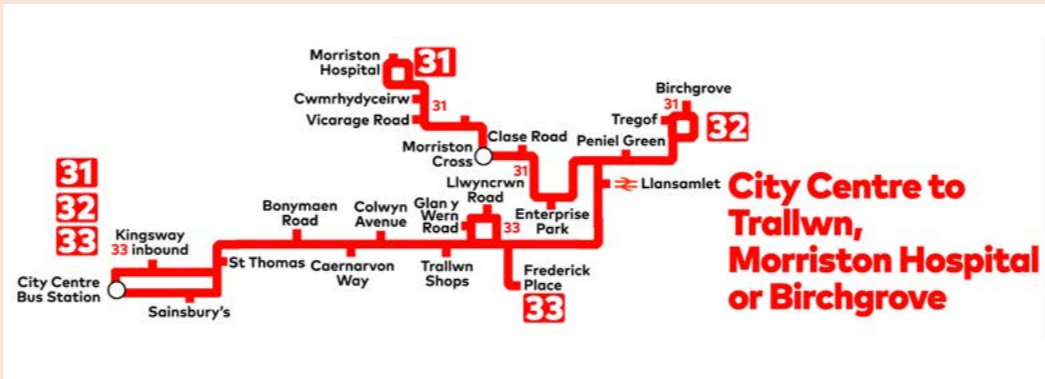 Morriston
Hospital
31
Cwmrhydyceirw
31
Vicarage Road
Morriston
Cross
Clase Road
31
Birchgrove
31
Tregof
32
Peniel Green
Llansamlet
Enterprise
Park
31
32
33
Kingsway
33 inbound
City Centre
Bus Station
Sainsbury's
St Thomas
Bonymaen
Road
Caernarvon
Way
Colwyn
Avenue
Trallwn
Shops
Glan y
Wern
Road
Llwyncrwn
Road
33
Frederick
Place
33
City Centre to
Trallwn,
Morriston Hospital
or Birchgrove